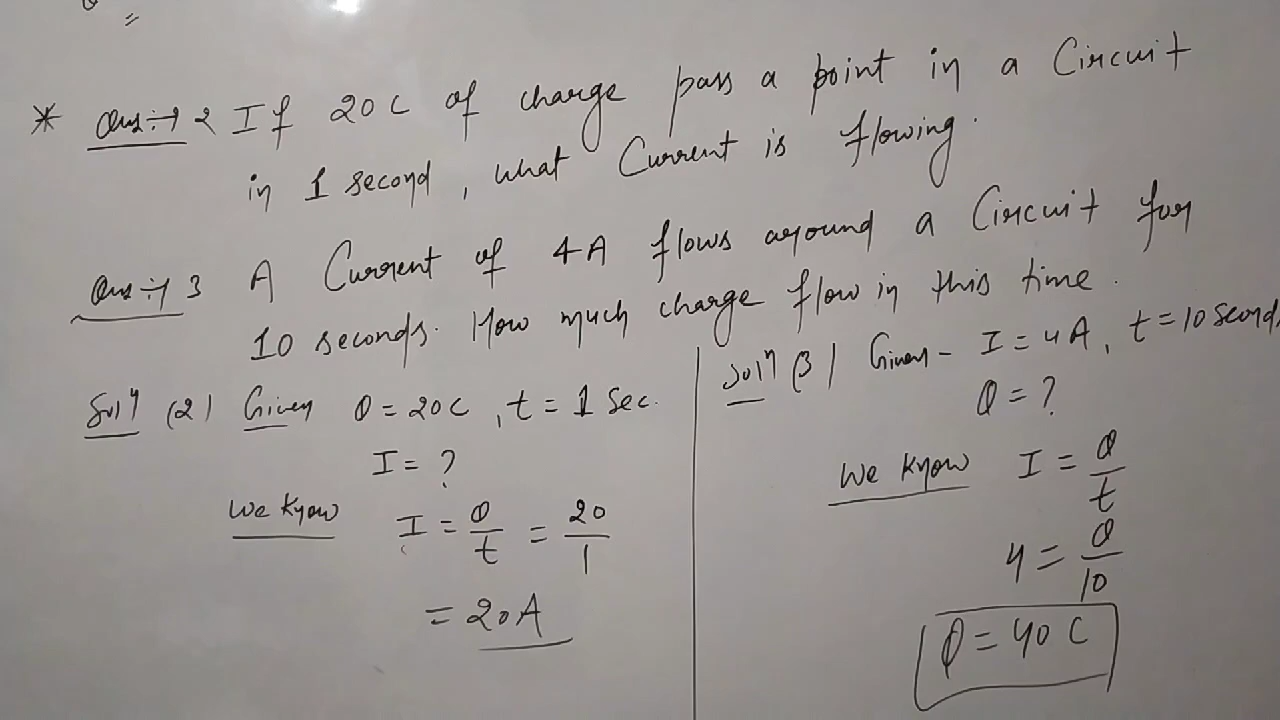 * Ques:-> 2 If 20 C of charge pass a point in a Circuit
in 1 second, what Current is flowing.
Ques:-> 3 A Current of 4A flows around a Circuit for
10 seconds. How much charge flow in this time.
Solⁿ (2) Given Q = 20C, t = 1 Sec.
I = ?
We Know I = Q/t = 20/1
= 20A
Solⁿ (3) Given - I = 4A, t = 10 second
Q = ?
We Know I = Q/t
4 = Q/10
Q = 40 C